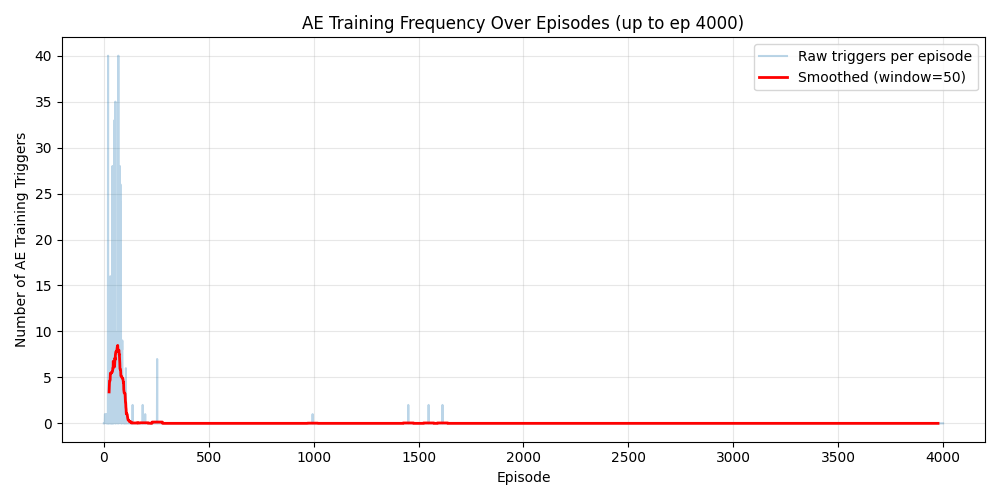 AE Training Frequency Over Episodes (up to ep 4000)
Raw triggers per episode
Smoothed (window=50)
Number of AE Training Triggers
40
35
30
25
20
15
10
5
0
0 500 1000 1500 2000 2500 3000 3500 4000
Episode